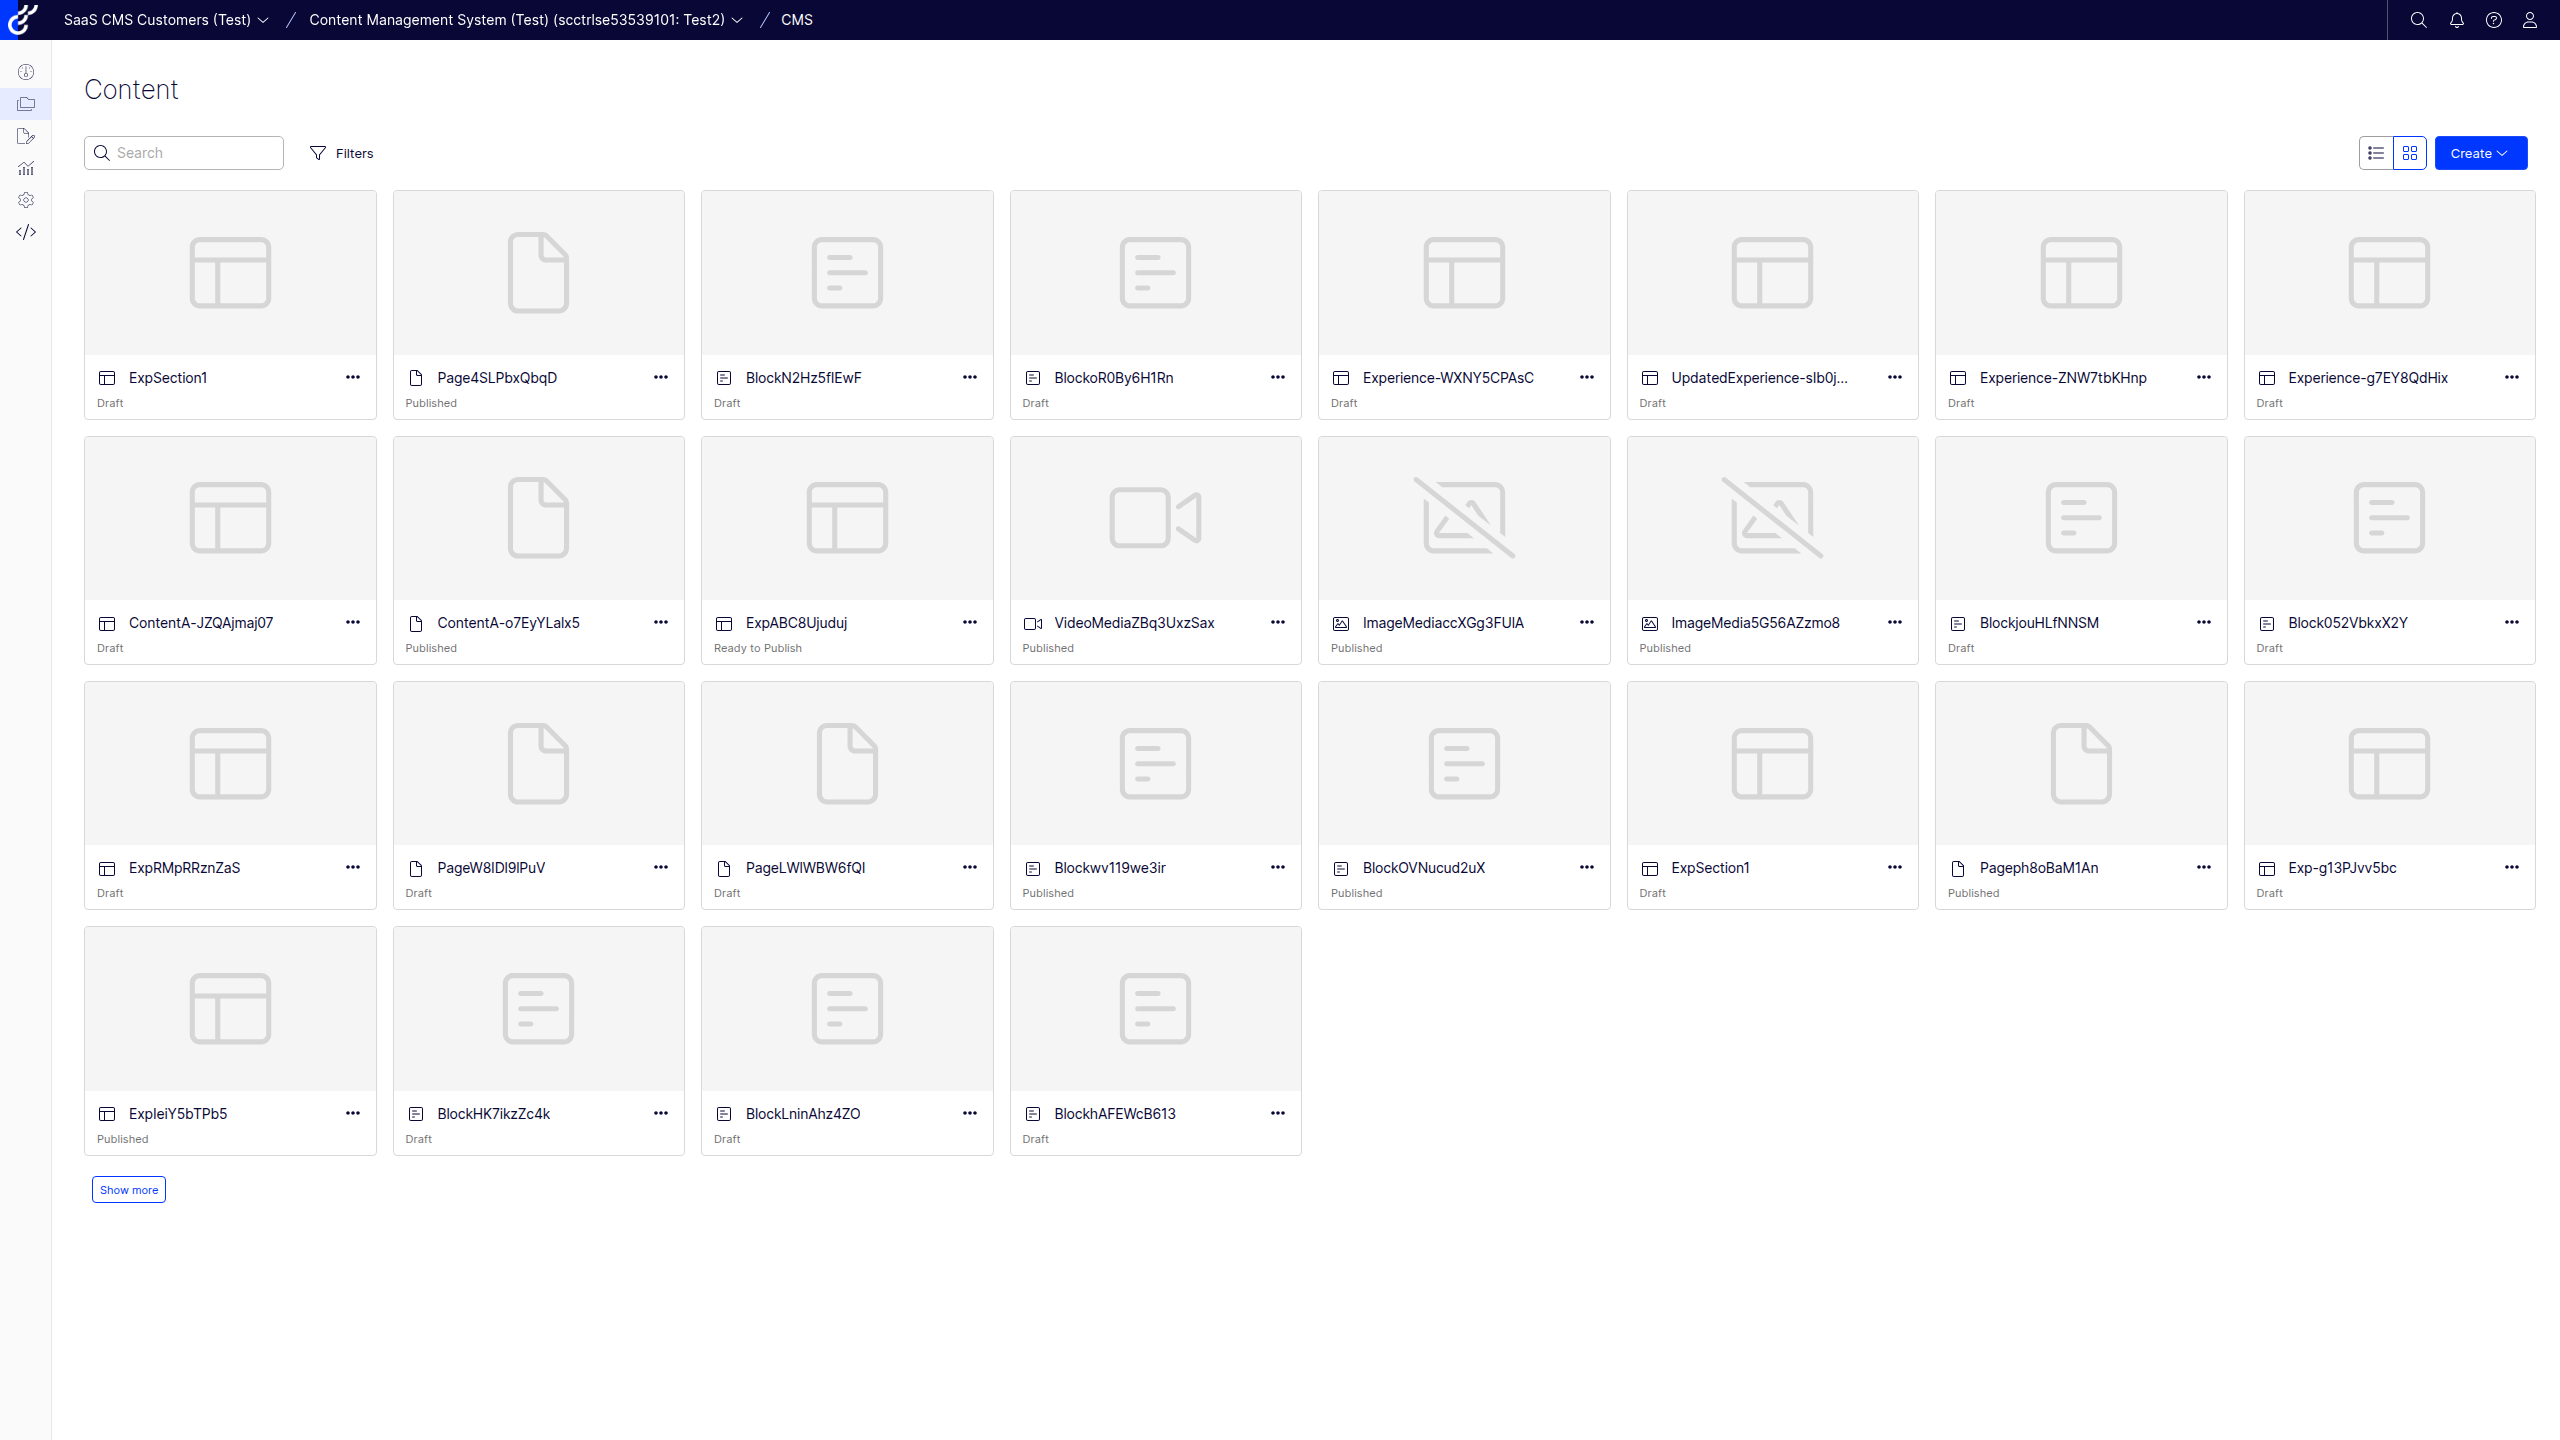 SaaS CMS Customers (Test) / Content Management System (Test) (scctrlse53539101: Test2) / CMS
Content
Search Filters Create
ExpSection1 Page4SLPbxQbqD BlockN2Hz5flEwF BlockoR0By6H1Rn Experience-WXNY5CPAsC UpdatedExperience-slb0j... Experience-ZNW7tbKHnp Experience-g7EY8QdHix
Draft Published Draft Draft Draft Draft Draft Draft
ContentA-JZQAjmaj07 ContentA-o7EyYLalx5 ExpABC8Ujuduj VideoMediaZBq3UxzSax ImageMediaccXGg3FUlA ImageMedia5G56AZzmo8 BlockjouHLfNNSM Block052VbkxX2Y
Draft Published Ready to Publish Published Published Published Draft Draft
ExpRMpRRznZaS PageW8lDl9lPuV PageLWlWBW6fQl Blockwv119we3ir BlockOVNucud2uX ExpSection1 Pageph8oBaM1An Exp-g13PJvv5bc
Draft Draft Draft Published Published Draft Published Draft
ExpleiY5bTPb5 BlockHK7ikzZc4k BlockLninAhz4ZO BlockhAFEWcB613
Published Draft Draft Draft
Show more